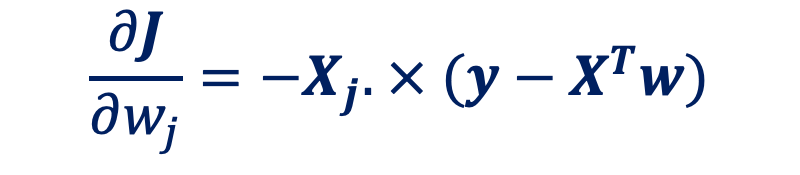 ∂J/∂w_j = −X_j. × (y − X^T w)